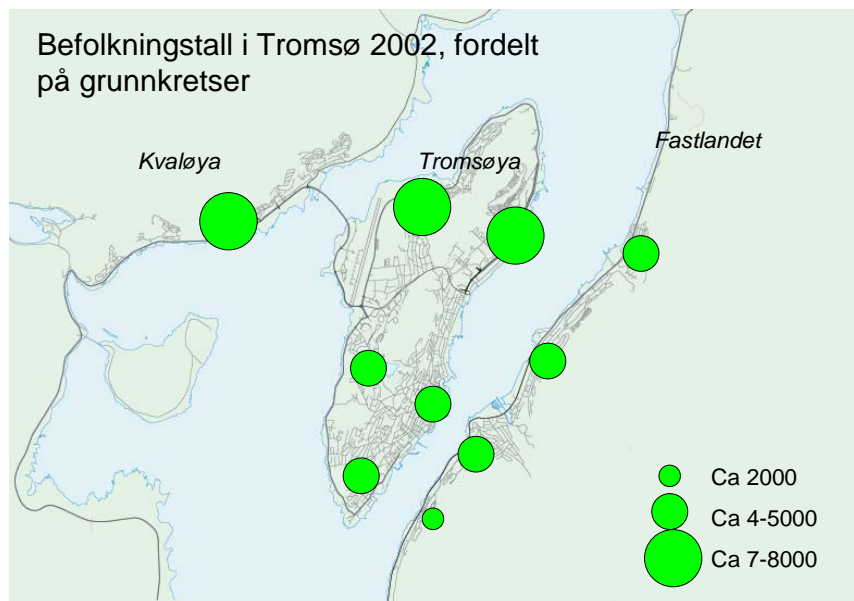 Befolkningstall i Tromsø 2002, fordelt
på grunnkretser
Kvaløya
Tromsøya
Fastlandet
Ca 2000
Ca 4-5000
Ca 7-8000